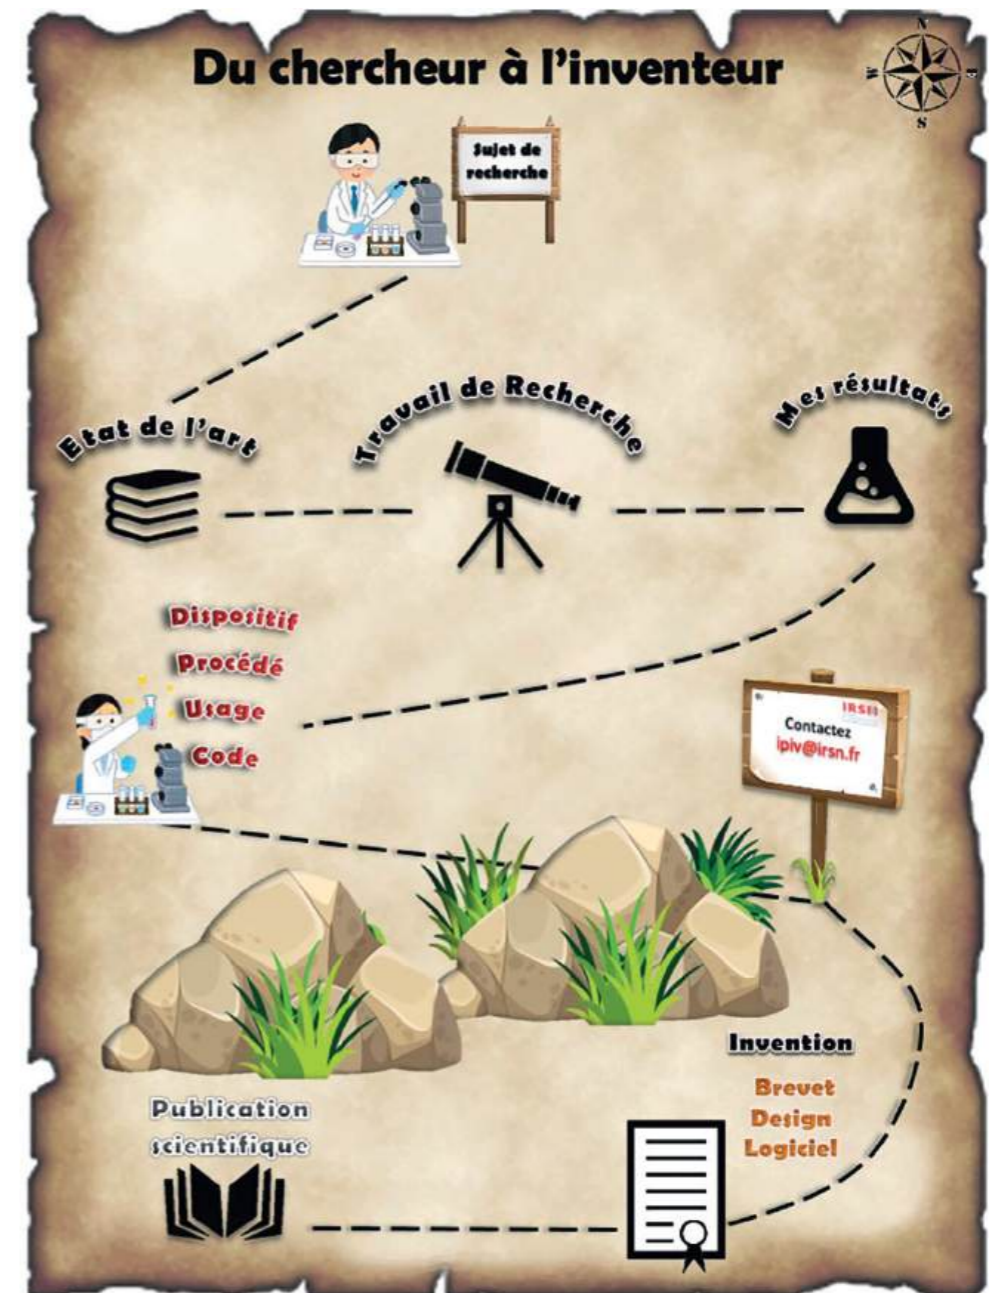 Du chercheur à l'inventeur
N
W
E
S
Sujet de
recherche
Etat de l'art
Travail de Recherche
Mes résultats
Dispositif
Procédé
Usage
Code
IRSN
Contactez
ipiv@irsn.fr
Invention
Brevet
Design
Logiciel
Publication
scientifique